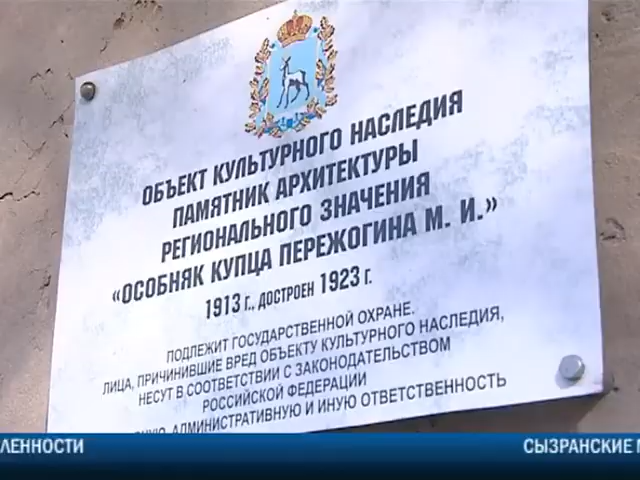 ОБЪЕКТ КУЛЬТУРНОГО НАСЛЕДИЯ
ПАМЯТНИК АРХИТЕКТУРЫ
РЕГИОНАЛЬНОГО ЗНАЧЕНИЯ
«ОСОБНЯК КУПЦА ПЕРЕЖОГИНА М. И.»
1913 г., ДОСТРОЕН 1923 г.
ПОДЛЕЖИТ ГОСУДАРСТВЕННОЙ ОХРАНЕ.
ЛИЦА, ПРИЧИНИВШИЕ ВРЕД ОБЪЕКТУ КУЛЬТУРНОГО НАСЛЕДИЯ,
НЕСУТ В СООТВЕТСТВИИ С ЗАКОНОДАТЕЛЬСТВОМ
РОССИЙСКОЙ ФЕДЕРАЦИИ
АДМИНИСТРАТИВНУЮ И ИНУЮ ОТВЕТСТВЕННОСТЬ
ЛЕННОСТИ
СЫЗРАНСКИЕ